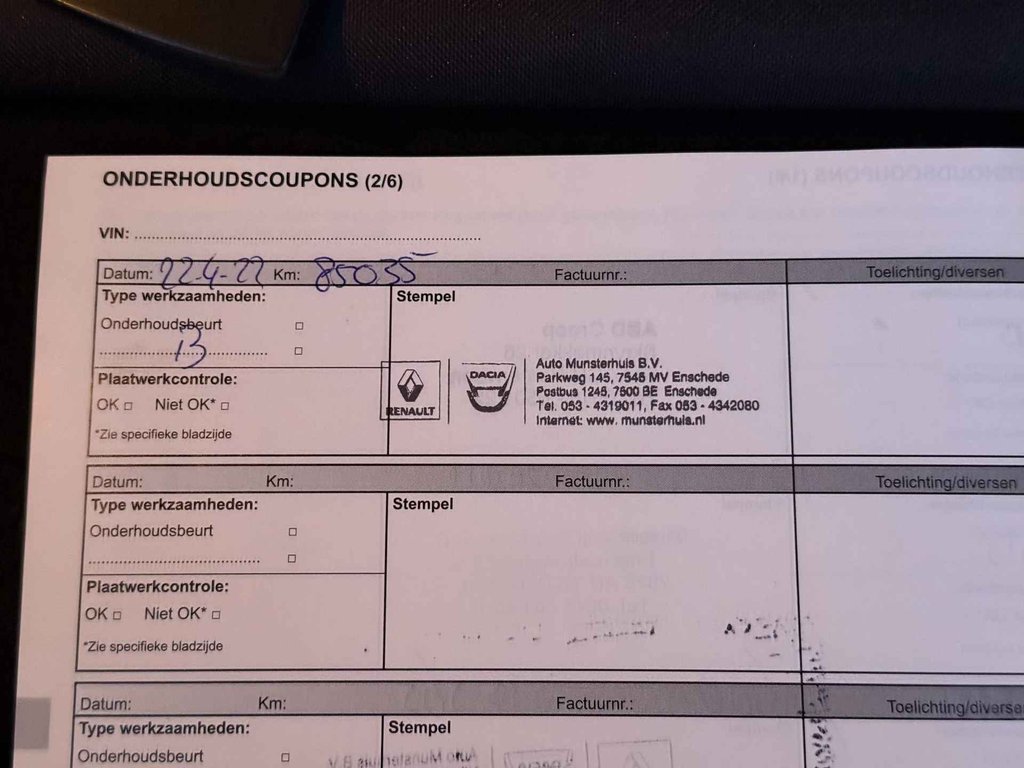 ONDERHOUDSCOUPONS (2/6)
VIN: ........................................................
Datum: 22-4-22 Km: 85035 Factuurnr.: Toelichting/diversen
Type werkzaamheden:
Stempel
Onderhoudsbeurt □
B □
Plaatwerkcontrole:
OK □ Niet OK* □
*Zie specifieke bladzijde
RENAULT
DACIA
Auto Munsterhuis B.V.
Parkweg 145, 7545 MV Enschede
Postbus 1245, 7500 BE Enschede
Tel. 053 - 4319011, Fax 053 - 4342080
Internet: www. munsterhuis.nl
Datum: Km: Factuurnr.: Toelichting/diversen
Type werkzaamheden:
Stempel
Onderhoudsbeurt □
........................................ □
Plaatwerkcontrole:
OK □ Niet OK* □
*Zie specifieke bladzijde
Datum: Km: Factuurnr.: Toelichting/diversen
Type werkzaamheden:
Stempel
Onderhoudsbeurt □